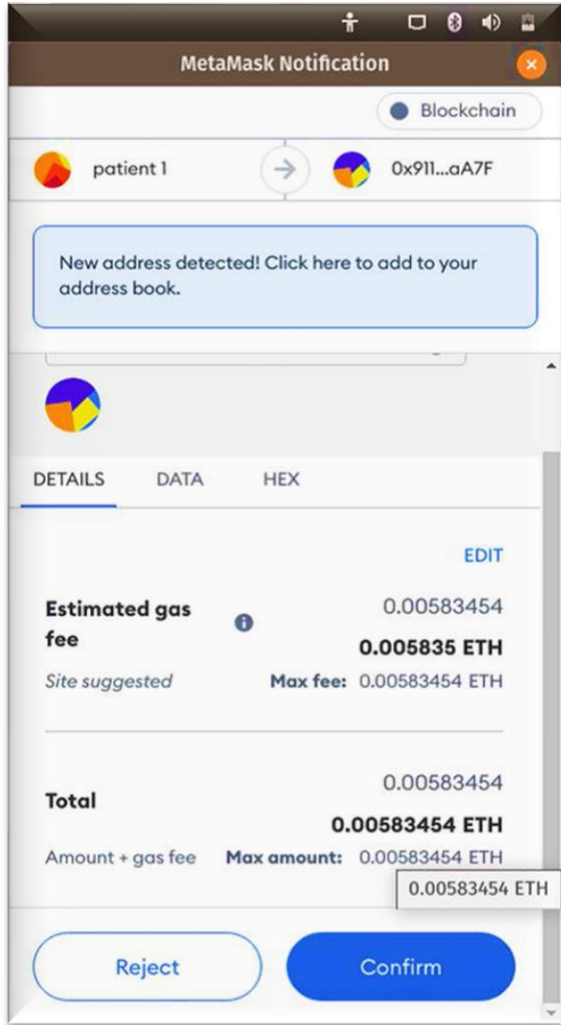 MetaMask Notification
Blockchain
patient 1
0x911...aA7F
New address detected! Click here to add to your
address book.
DETAILS DATA HEX
EDIT
Estimated gas
fee
0.00583454
0.005835 ETH
Site suggested Max fee: 0.00583454 ETH
0.00583454
Total
0.00583454 ETH
Amount + gas fee Max amount: 0.00583454 ETH
0.00583454 ETH
Reject Confirm